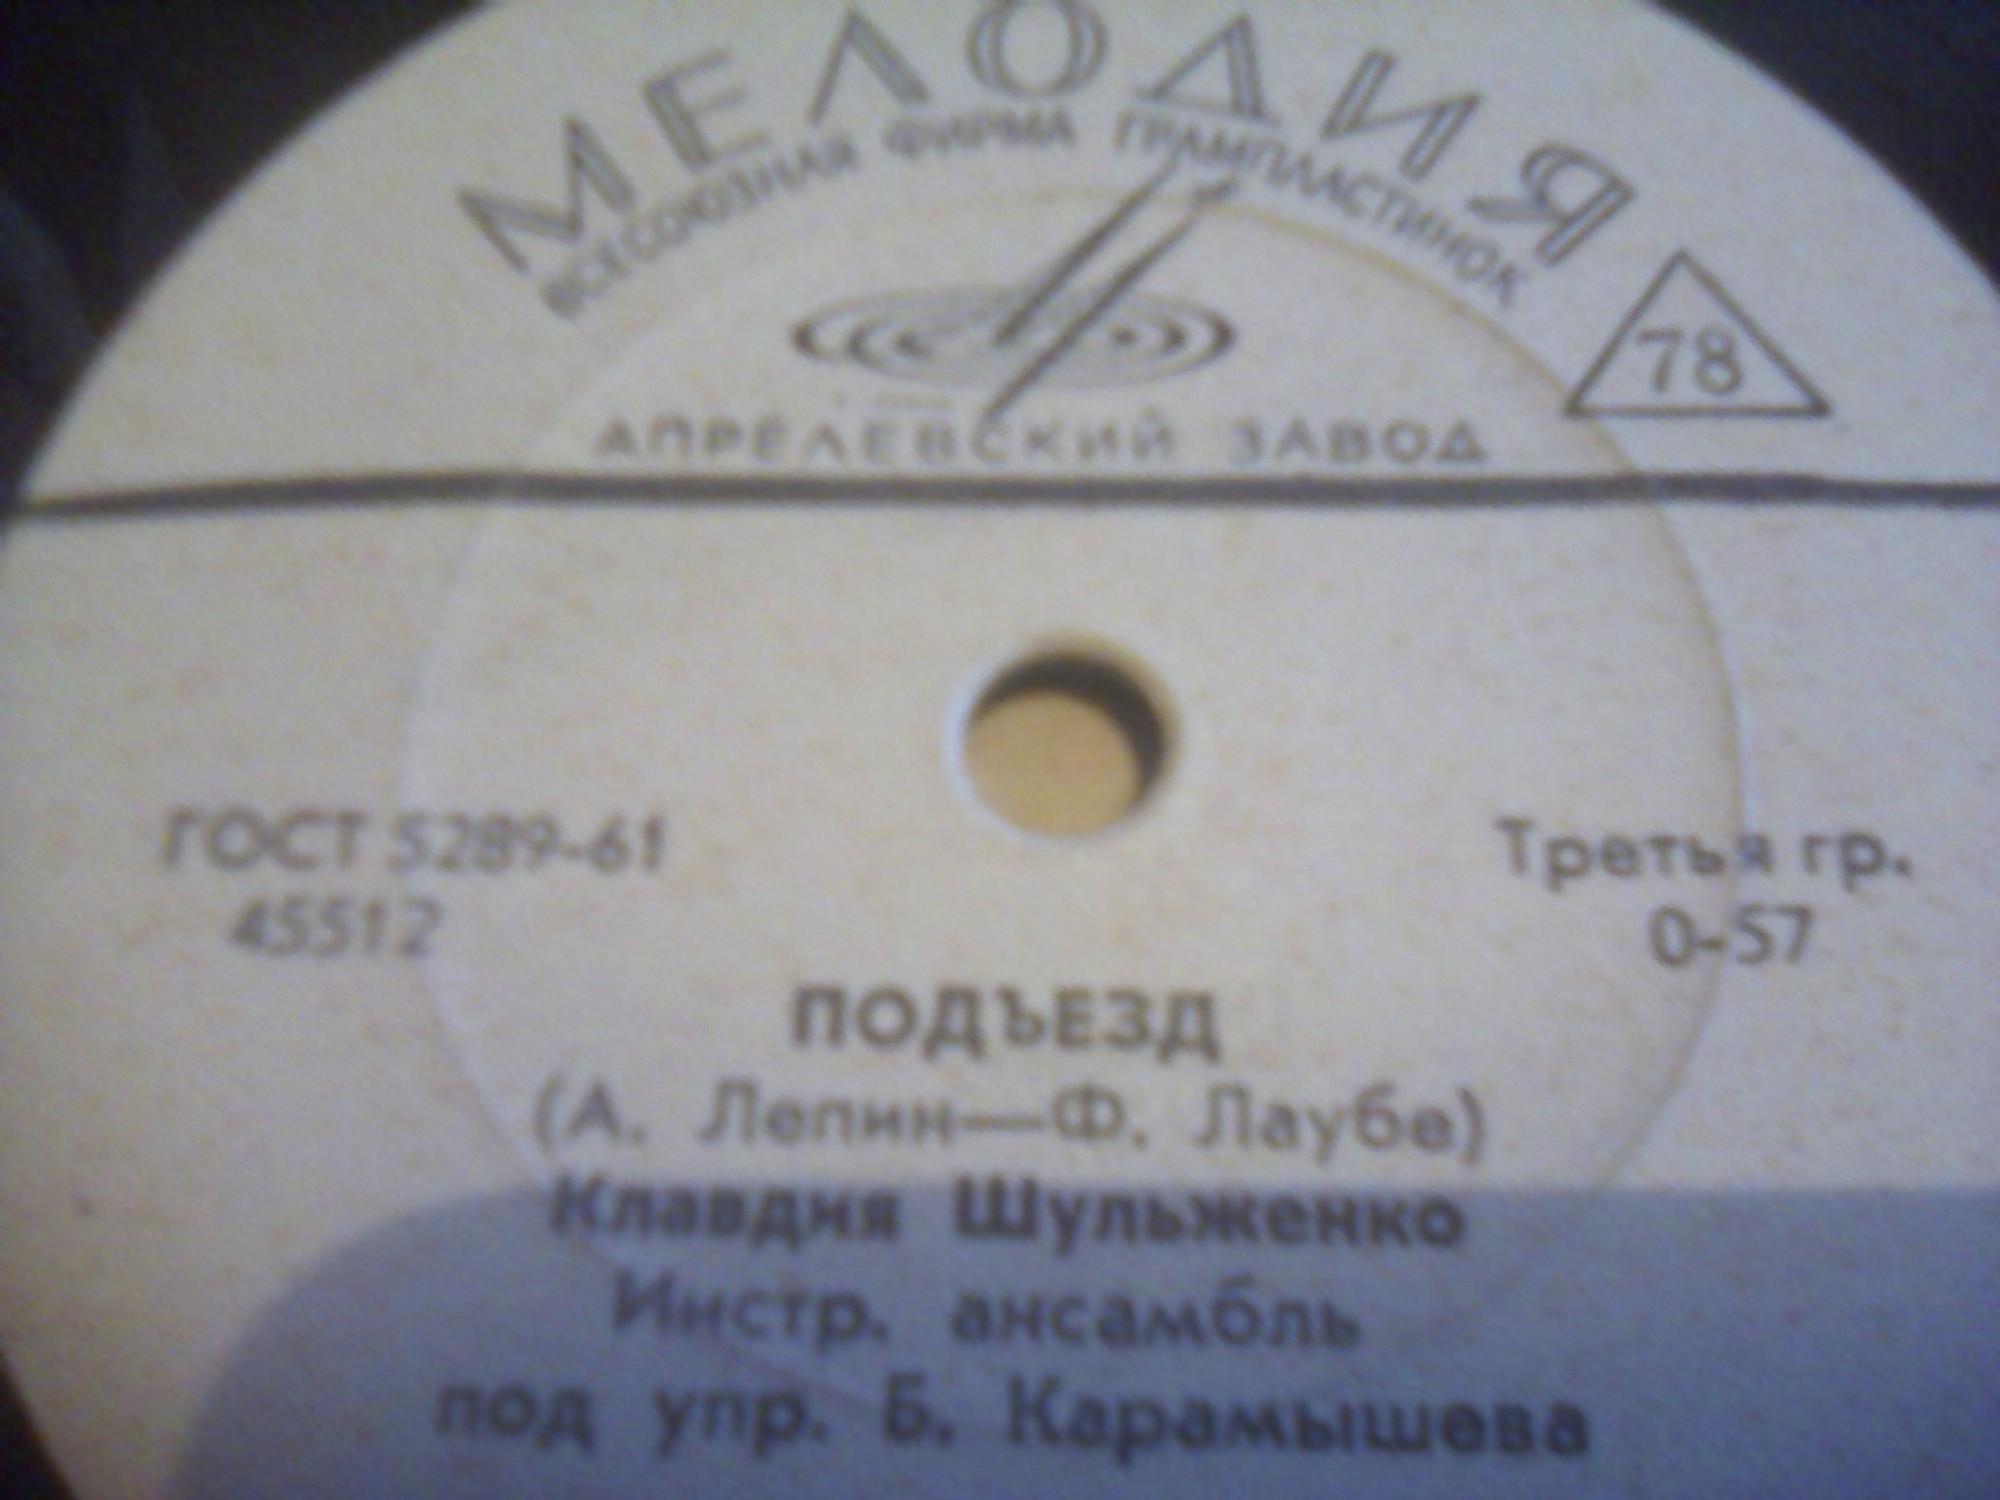 МЕЛОДИЯ
ВСЕСОЮЗНАЯ ФИРМА ГРАМПЛАСТИНОК
78
АПРЕЛЕВСКИЙ ЗАВОД
ГОСТ 5289-61
45512
Третья гр.
0-57
ПОДЪЕЗД
(А. Лепин—Ф. Лаубе)
Клавдия Шульженко
Инстр. ансамбль
под упр. Б. Карамышева